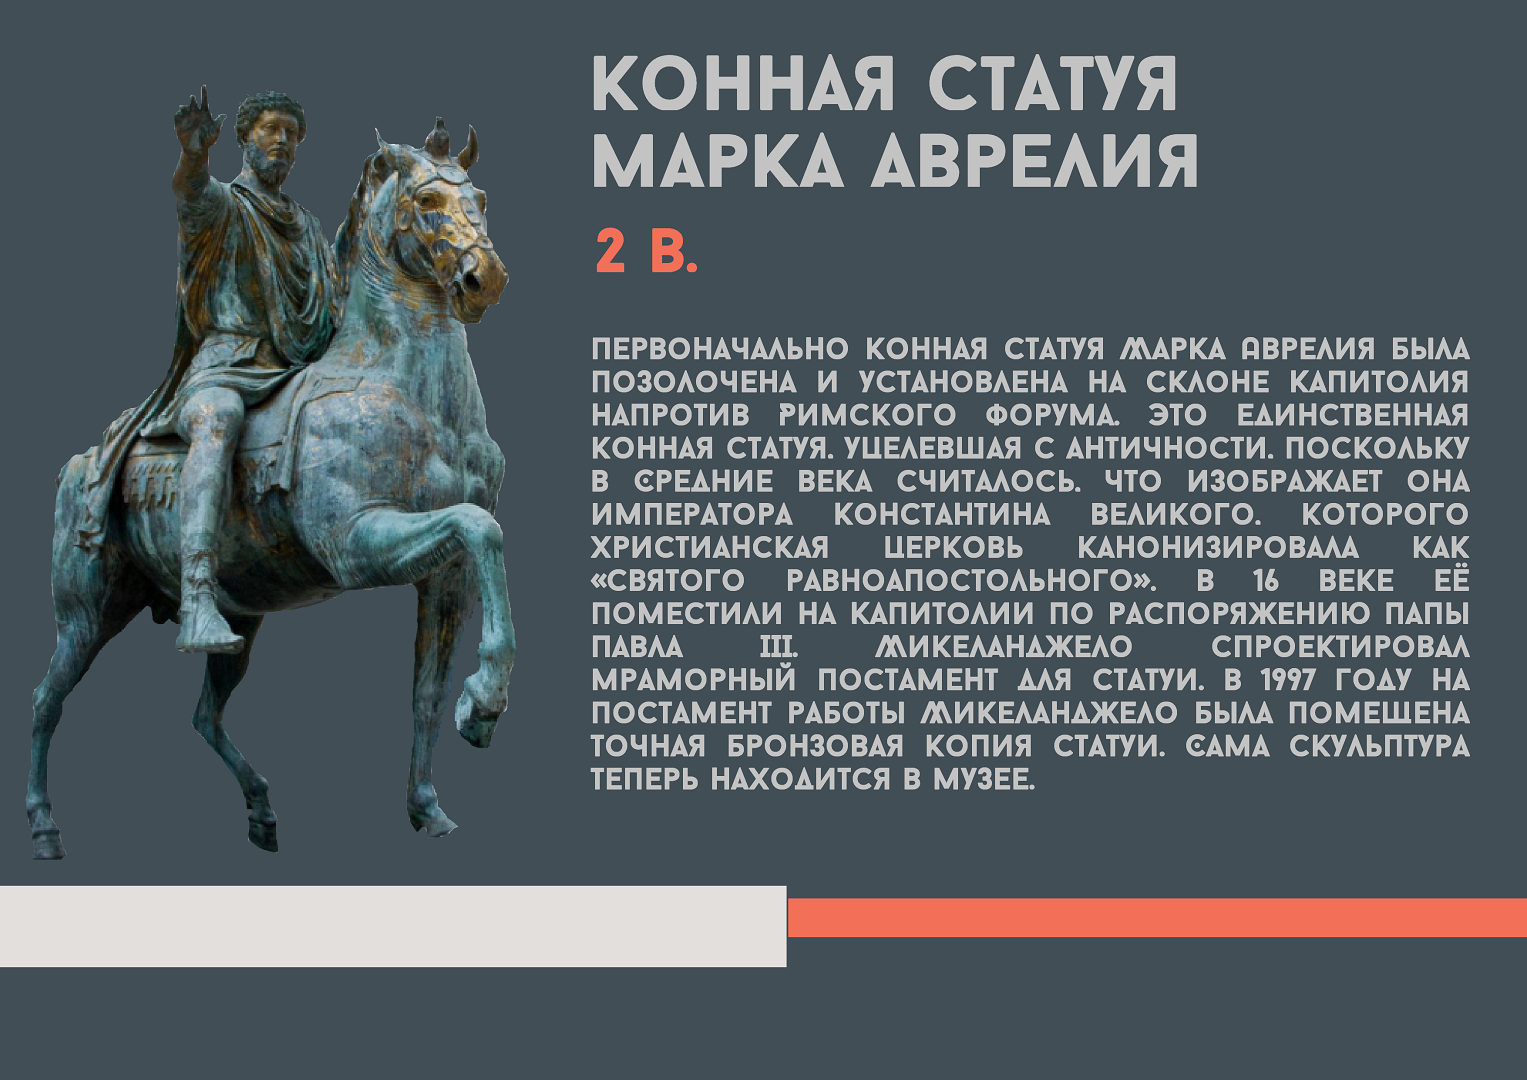 КОННАЯ СТАТУЯ
МАРКА АВРЕЛИЯ
2 В.
ПЕРВОНАЧАЛЬНО КОННАЯ СТАТУЯ МАРКА АВРЕЛИЯ БЫЛА
ПОЗОЛОЧЕНА И УСТАНОВЛЕНА НА СКЛОНЕ КАПИТОЛИЯ
НАПРОТИВ РИМСКОГО ФОРУМА. ЭТО ЕДИНСТВЕННАЯ
КОННАЯ СТАТУЯ. УЦЕЛЕВШАЯ С АНТИЧНОСТИ. ПОСКОЛЬКУ
В СРЕДНИЕ ВЕКА СЧИТАЛОСЬ. ЧТО ИЗОБРАЖАЕТ ОНА
ИМПЕРАТОРА КОНСТАНТИНА ВЕЛИКОГО. КОТОРОГО
ХРИСТИАНСКАЯ ЦЕРКОВЬ КАНОНИЗИРОВАЛА КАК
«СВЯТОГО РАВНОАПОСТОЛЬНОГО». В 16 ВЕКЕ ЕЁ
ПОМЕСТИЛИ НА КАПИТОЛИИ ПО РАСПОРЯЖЕНИЮ ПАПЫ
ПАВЛА III. МИКЕЛАНДЖЕЛО СПРОЕКТИРОВАЛ
МРАМОРНЫЙ ПОСТАМЕНТ ДЛЯ СТАТУИ. В 1997 ГОДУ НА
ПОСТАМЕНТ РАБОТЫ МИКЕЛАНДЖЕЛО БЫЛА ПОМЕЩЕНА
ТОЧНАЯ БРОНЗОВАЯ КОПИЯ СТАТУИ. САМА СКУЛЬПТУРА
ТЕПЕРЬ НАХОДИТСЯ В МУЗЕЕ.